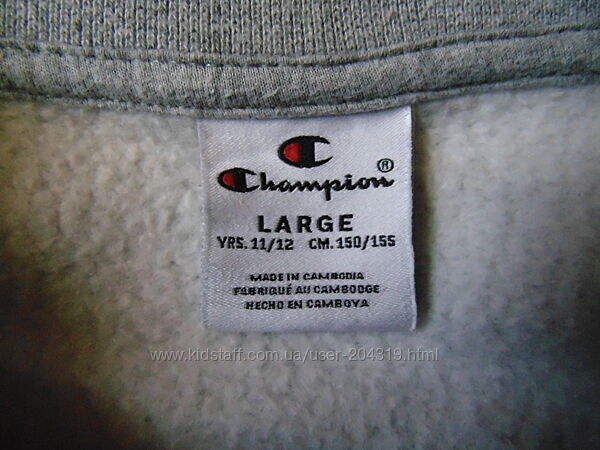 Champion®
LARGE
YRS. 11/12 CM. 150/155
MADE IN CAMBODIA
FABRIQUÉ AU CAMBODGE
HECHO EN CAMBOYA
www.kidstaff.com.ua/user-204319.html